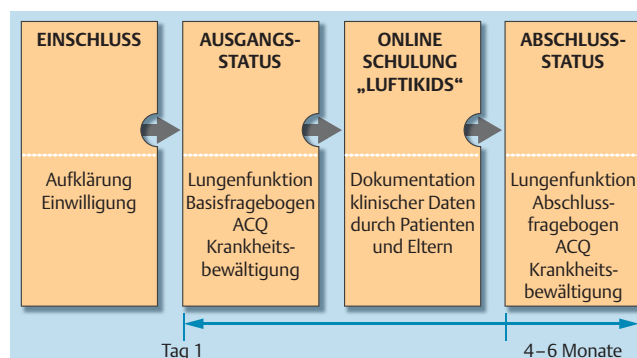 EINSCHLUSS
Aufklärung
Einwilligung
AUSGANGS-
STATUS
Lungenfunktion
Basisfragebogen
ACQ
Krankheits-
bewältigung
ONLINE
SCHULUNG
„LUFTIKIDS“
Dokumentation
klinischer Daten
durch Patienten
und Eltern
ABSCHLUSS-
STATUS
Lungenfunktion
Abschluss-
fragebogen
ACQ
Krankheits-
bewältigung
Tag 1
4–6 Monate